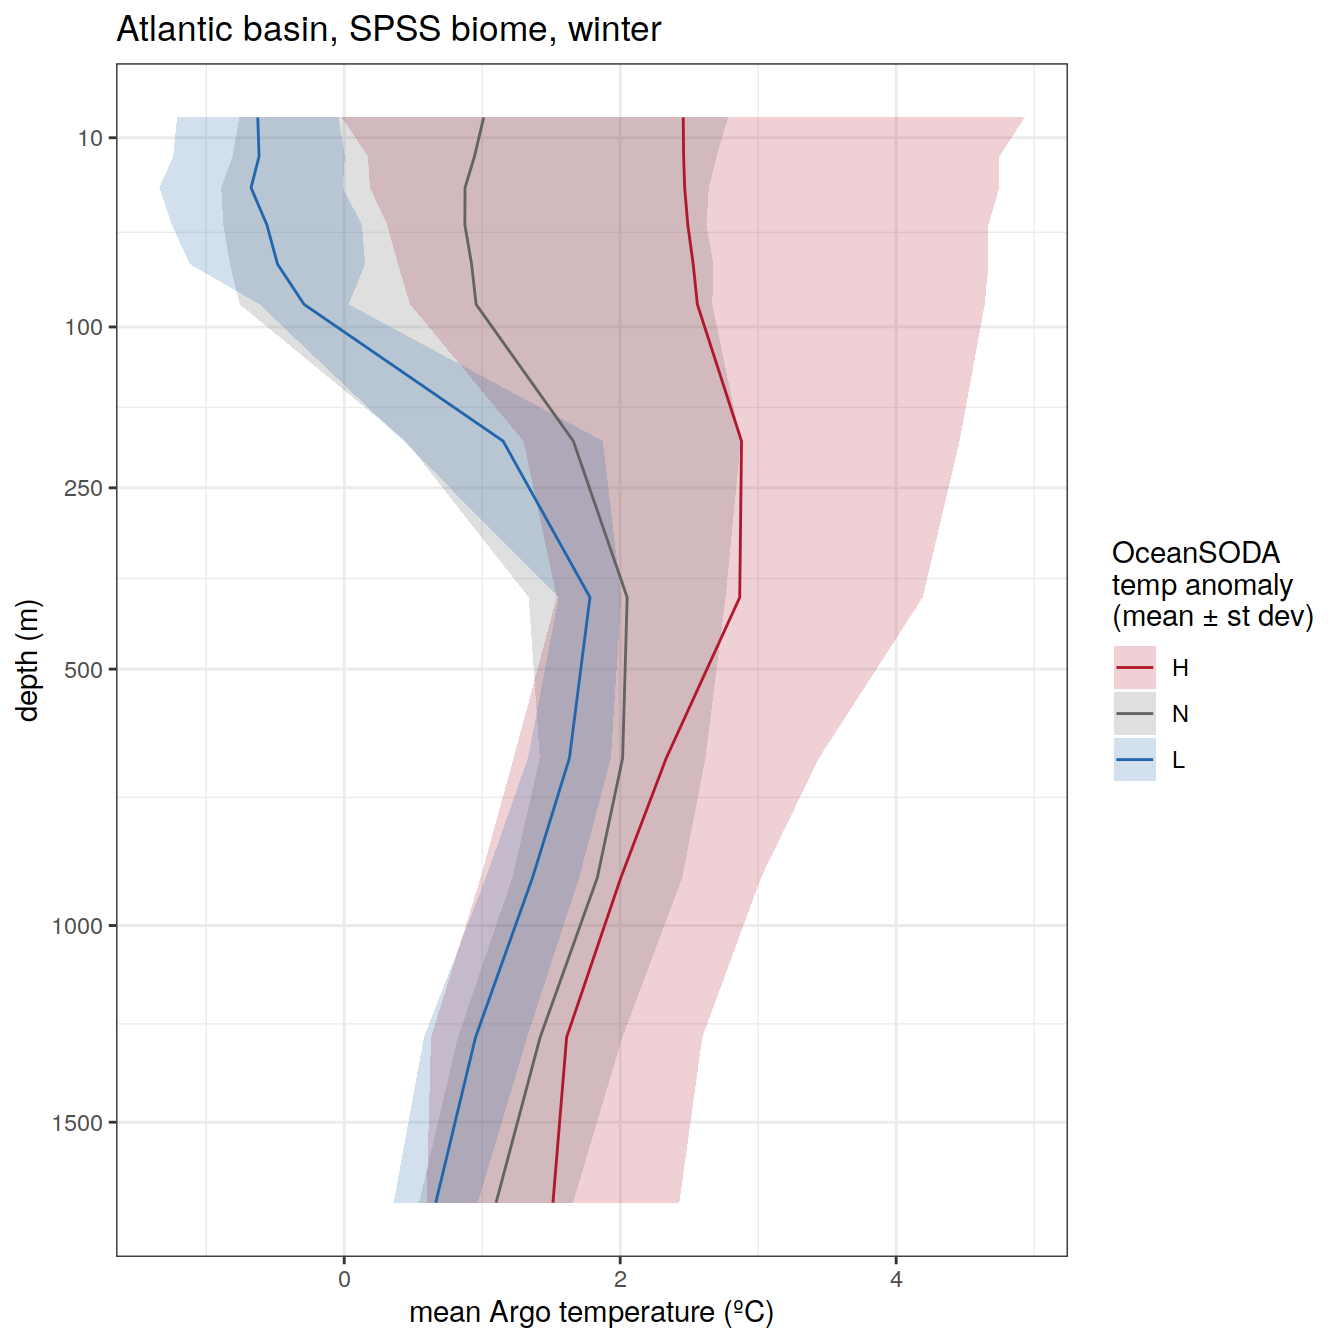 Atlantic basin, SPSS biome, winter
10
100
250
500
1000
1500
depth (m)
0
2
4
mean Argo temperature (ºC)
OceanSODA
temp anomaly
(mean ± st dev)
H
N
L